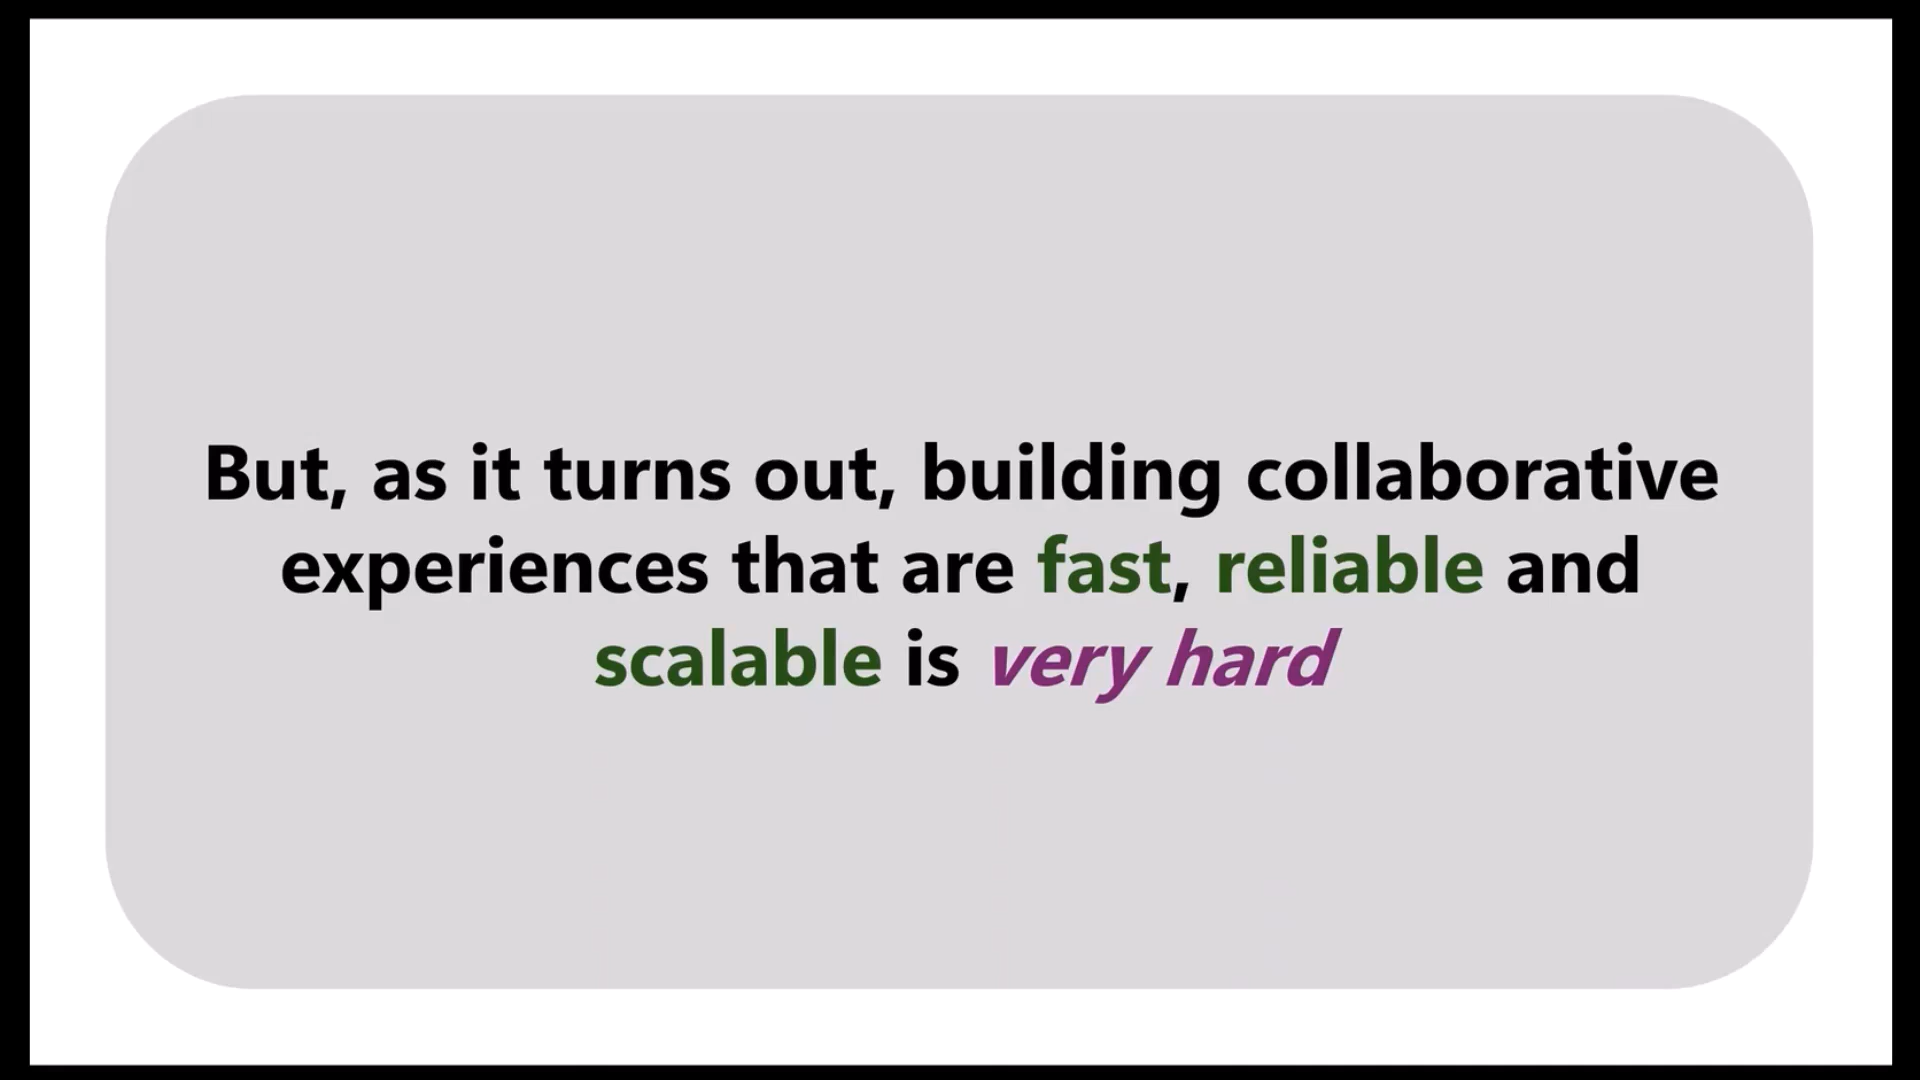 But, as it turns out, building collaborative
experiences that are fast, reliable and
scalable is very hard